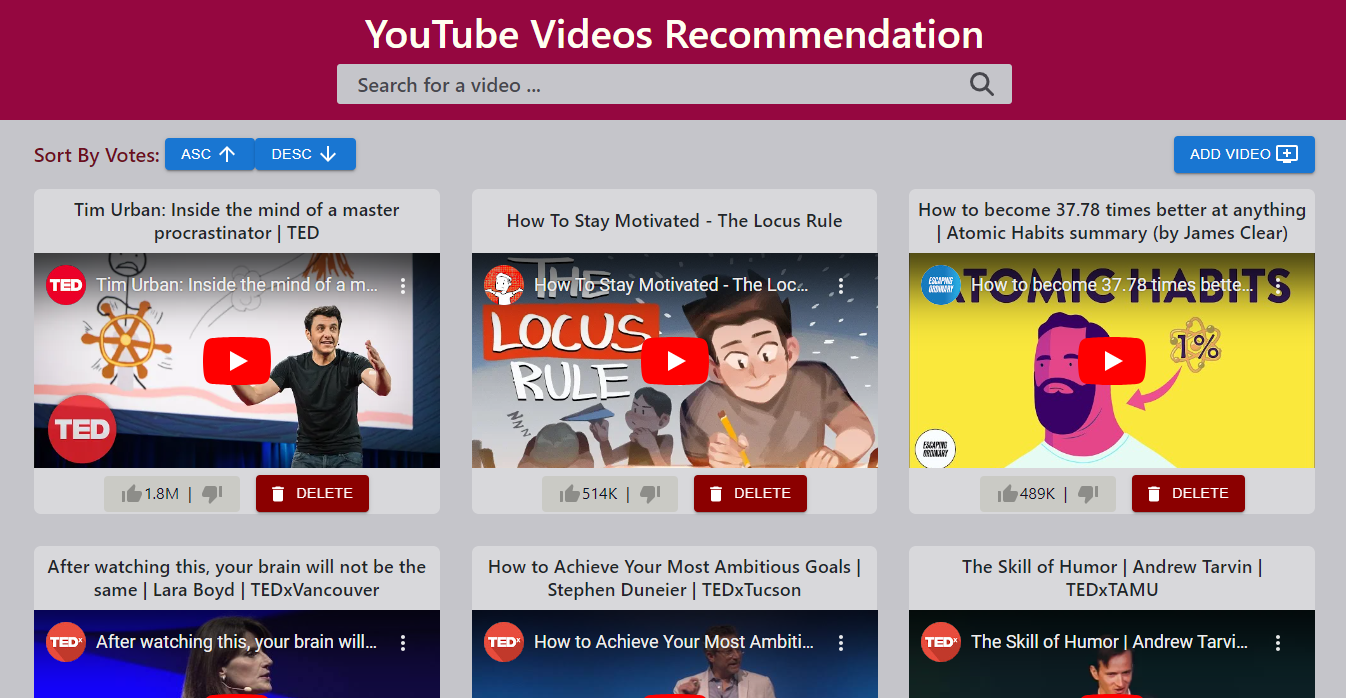 YouTube Videos Recommendation
Search for a video ...
Sort By Votes:
ASC
DESC
ADD VIDEO
Tim Urban: Inside the mind of a master
procrastinator | TED
TED
Tim Urban: Inside the mind of a m...
TED
1.8M |
DELETE
How To Stay Motivated - The Locus Rule
How To Stay Motivated - The Loc...
THE
LOCUS
RULE
NNN
514K |
DELETE
How to become 37.78 times better at anything
| Atomic Habits summary (by James Clear)
ESCAPING
ORDINARY
How to become 37.78 times bette...
ATOMIC HABITS
1%
ESCAPING
ORDINARY
489K |
DELETE
After watching this, your brain will not be the
same | Lara Boyd | TEDxVancouver
TEDx
After watching this, your brain will...
How to Achieve Your Most Ambitious Goals |
Stephen Duneier | TEDxTucson
TEDx
How to Achieve Your Most Ambiti...
The Skill of Humor | Andrew Tarvin |
TEDxTAMU
TEDx
The Skill of Humor | Andrew Tarvi...